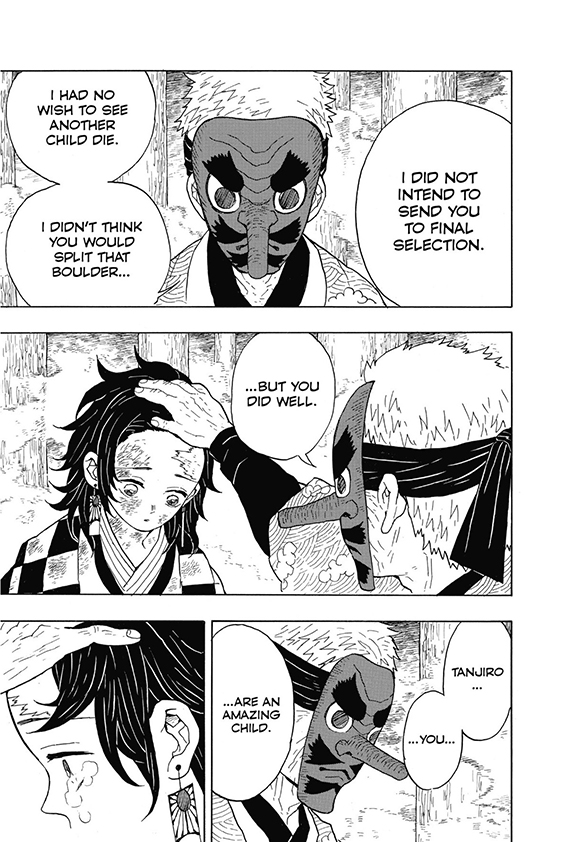 I DID NOT
INTEND TO
SEND YOU
TO FINAL
SELECTION.
I HAD NO
WISH TO SEE
ANOTHER
CHILD DIE.
I DIDN'T THINK
YOU WOULD
SPLIT THAT
BOULDER...
...BUT YOU
DID WELL.
TANJIRO
...
...YOU...
...ARE AN
AMAZING
CHILD.